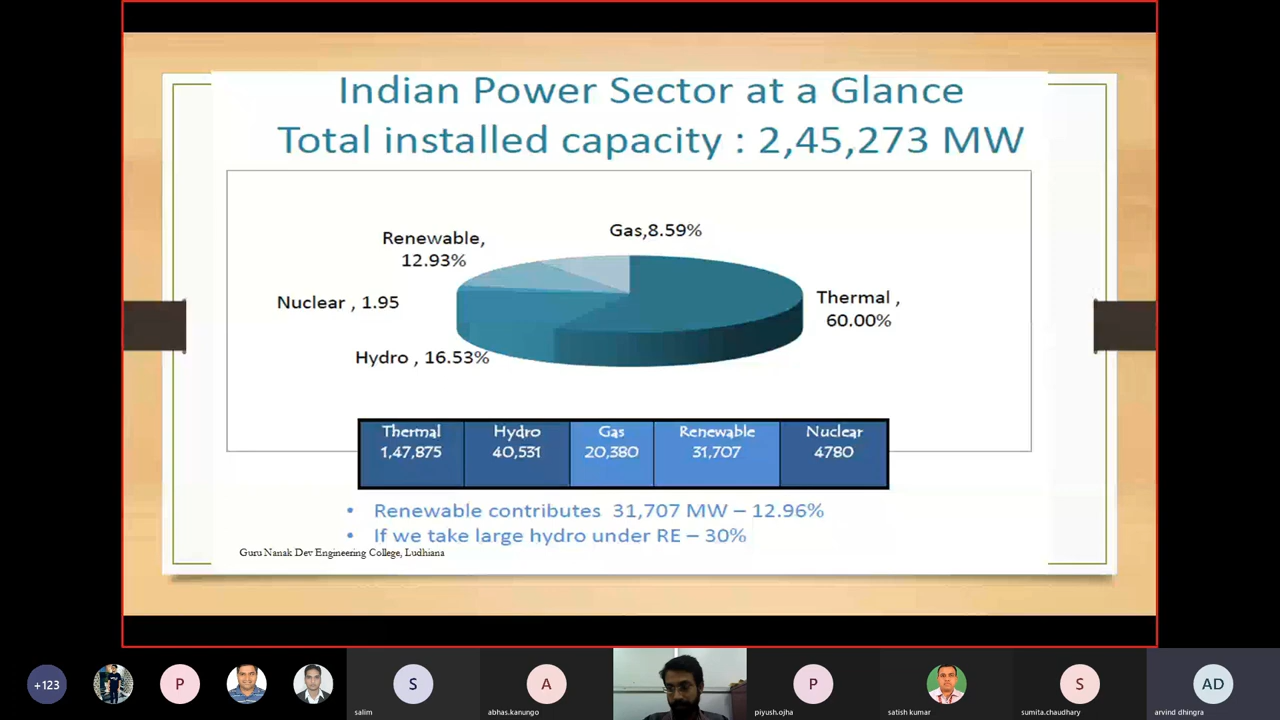 Indian Power Sector at a Glance
Total installed capacity : 2,45,273 MW
Gas,8.59%
Renewable,
12.93%
Nuclear , 1.95
Thermal ,
60.00%
Hydro , 16.53%
Thermal Hydro Gas Renewable Nuclear
1,47,875 40,531 20,380 31,707 4780
• Renewable contributes 31,707 MW – 12.96%
• If we take large hydro under RE – 30%
Guru Nanak Dev Engineering College, Ludhiana
+123 P S A P S AD
salim abhas.kanungo piyush.ojha satish kumar sumita.chaudhary arvind dhingra